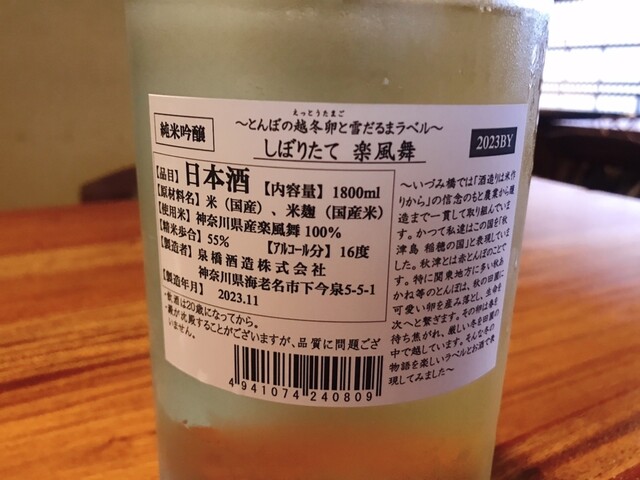 純米吟醸
えっとうたまご
～とんぼの越冬卵と雪だるまラベル～
しぼりたて 楽風舞
2023BY
【品目】日本酒 【内容量】1800ml
【原材料名】米（国産）、米麹（国産米）
【使用米】神奈川県産楽風舞 100%
【精米歩合】55% 【アルコール分】16度
【製造者】泉橋酒造株式会社
神奈川県海老名市下今泉5-5-1
【製造年月】 2023.11
・飲酒は20歳になってから。
・澱が沈殿することがございますが、品質に問題ござ
いません。
4941074240809
～いづみ橋では「酒造りは米作
りから」の信念のもと農業から醸
造まで一貫して取り組んでいま
す。かつて私達はこの国を「秋
津島 稲穂の国」と表現していま
した。秋津とは赤とんぼのことで
す。特に関東地方に多い秋あ
かね等のとんぼは、秋の田園に
可愛い卵を産み落とし、生命を
次へと繋ぎます。その卵は春を
待ち焦がれ、厳しい冬を田園の
中で越しています。そんな冬の
物語を楽しいラベルとお酒で表
現してみました～